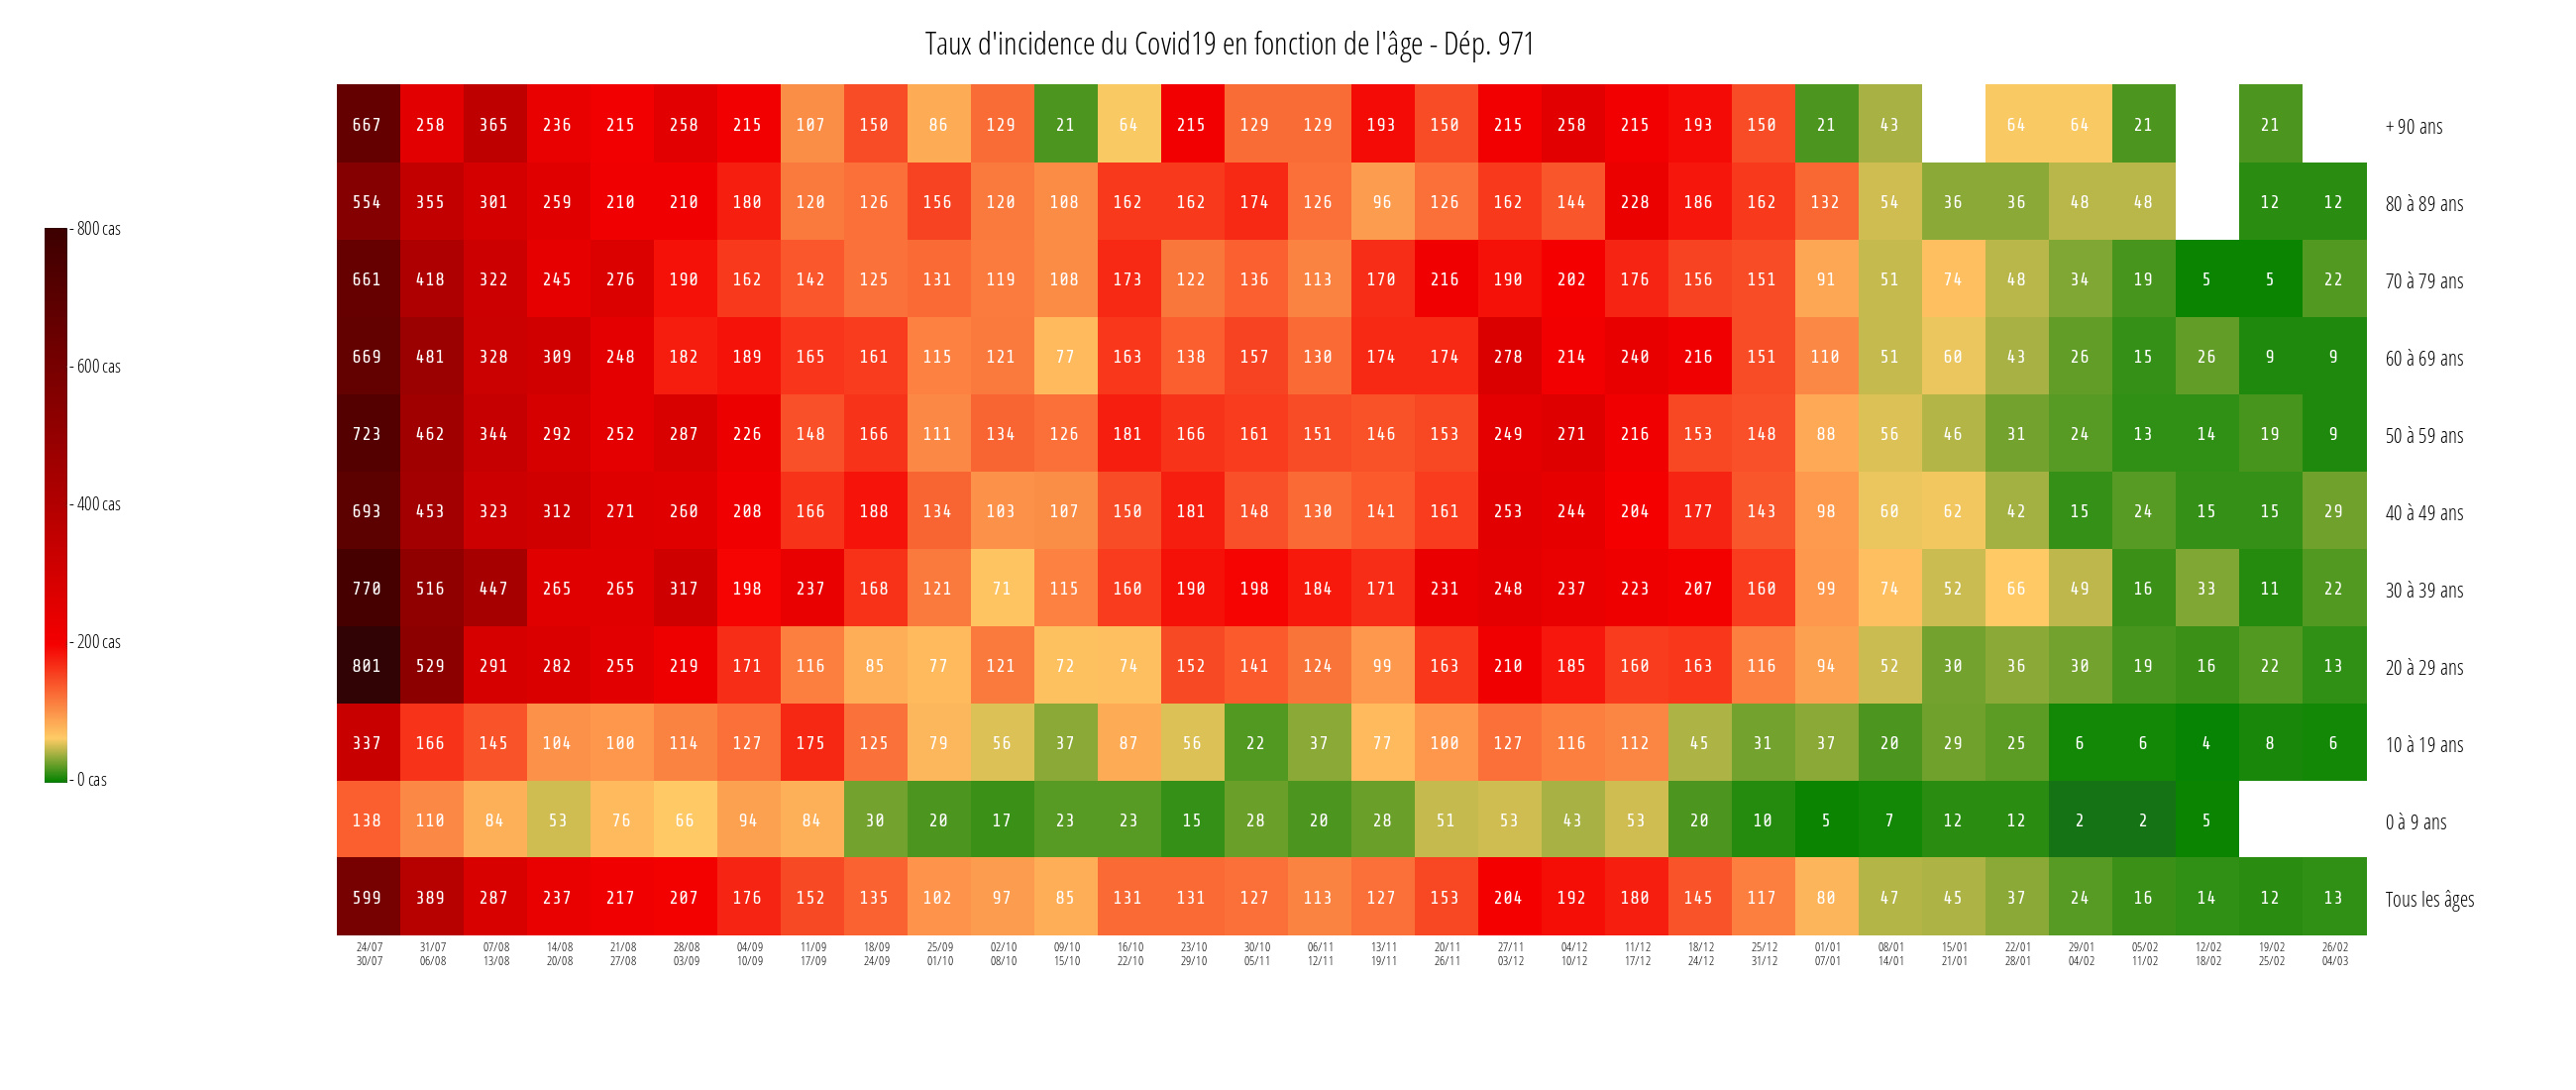 Taux d'incidence du Covid19 en fonction de l'âge - Dép. 971
- 800 cas
- 600 cas
- 400 cas
- 200 cas
- 0 cas
667 258 365 236 215 258 215 107 150 86 129 21 64 215 129 129 193 150 215 258 215 193 150 21 43 64 64 21 21 + 90 ans
554 355 301 259 210 210 180 120 126 156 120 108 162 162 174 126 96 126 162 144 228 186 162 132 54 36 36 48 48 12 12 80 à 89 ans
661 418 322 245 276 190 162 142 125 131 119 108 173 122 136 113 170 216 190 202 176 156 151 91 51 74 48 34 19 5 5 22 70 à 79 ans
669 481 328 309 248 182 189 165 161 115 121 77 163 138 157 130 174 174 278 214 240 216 151 110 51 60 43 26 15 26 9 9 60 à 69 ans
723 462 344 292 252 287 226 148 166 111 134 126 181 166 161 151 146 153 249 271 216 153 148 88 56 46 31 24 13 14 19 9 50 à 59 ans
693 453 323 312 271 260 208 166 188 134 103 107 150 181 148 130 141 161 253 244 204 177 143 98 60 62 42 15 24 15 15 29 40 à 49 ans
770 516 447 265 265 317 198 237 168 121 71 115 160 190 198 184 171 231 248 237 223 207 160 99 74 52 66 49 16 33 11 22 30 à 39 ans
801 529 291 282 255 219 171 116 85 77 121 72 74 152 141 124 99 163 210 185 160 163 116 94 52 30 36 30 19 16 22 13 20 à 29 ans
337 166 145 104 100 114 127 175 125 79 56 37 87 56 22 37 77 100 127 116 112 45 31 37 20 29 25 6 6 4 8 6 10 à 19 ans
138 110 84 53 76 66 94 84 30 20 17 23 23 15 28 20 28 51 53 43 53 20 10 5 7 12 12 2 2 5 0 à 9 ans
599 389 287 237 217 207 176 152 135 102 97 85 131 131 127 113 127 153 204 192 180 145 117 80 47 45 37 24 16 14 12 13 Tous les âges
24/07 31/07 07/08 14/08 21/08 28/08 04/09 11/09 18/09 25/09 02/10 09/10 16/10 23/10 30/10 06/11 13/11 20/11 27/11 04/12 11/12 18/12 25/12 01/01 08/01 15/01 22/01 29/01 05/02 12/02 19/02 26/02
30/07 06/08 13/08 20/08 27/08 03/09 10/09 17/09 24/09 01/10 08/10 15/10 22/10 29/10 05/11 12/11 19/11 26/11 03/12 10/12 17/12 24/12 31/12 07/01 14/01 21/01 28/01 04/02 11/02 18/02 25/02 04/03